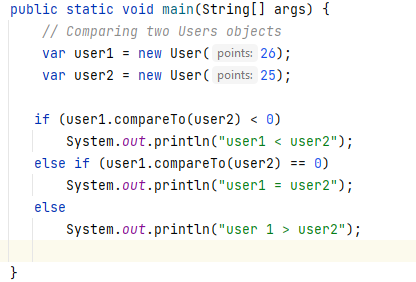 public static void main(String[] args) {
// Comparing two Users objects
var user1 = new User( points: 26);
var user2 = new User( points: 25);
if (user1.compareTo(user2) < 0)
System.out.println("user1 < user2");
else if (user1.compareTo(user2) == 0)
System.out.println("user1 = user2");
else
System.out.println("user 1 > user2");
}